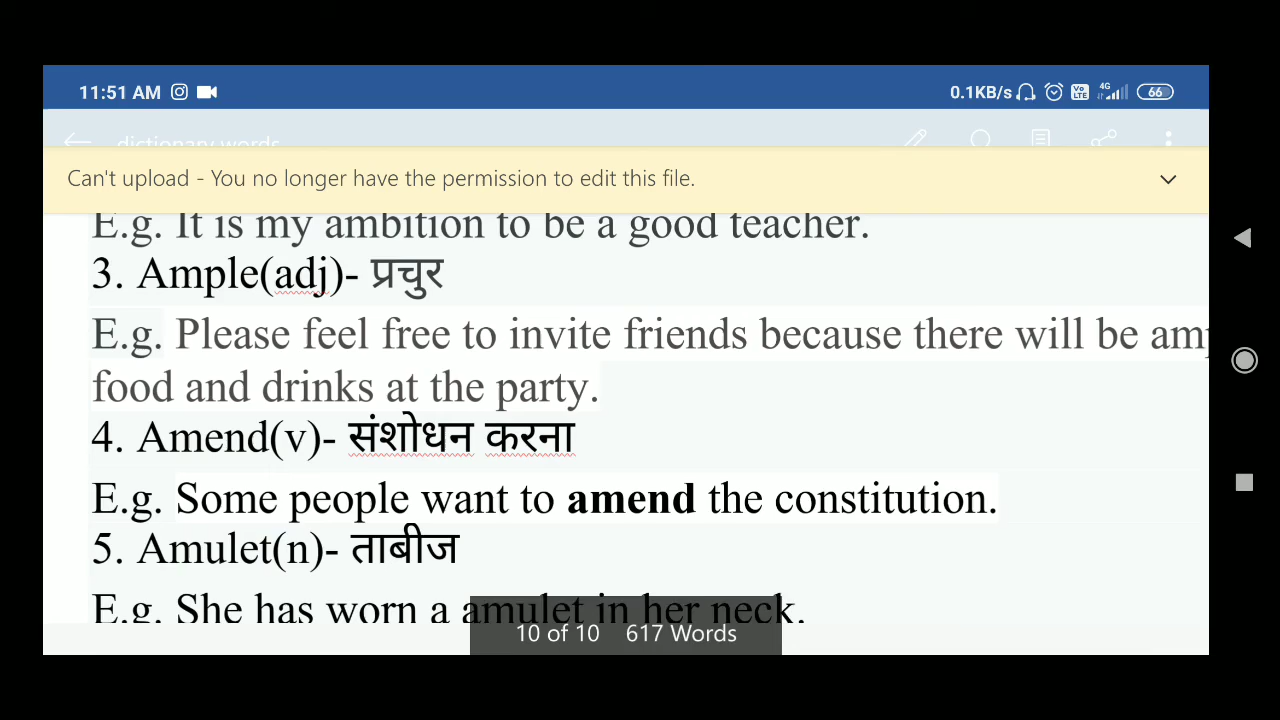 11:51 AM
0.1KB/s 4G 66
dictionary words
Can't upload - You no longer have the permission to edit this file.
E.g. It is my ambition to be a good teacher.
3. Ample(adj)- प्रचुर
E.g. Please feel free to invite friends because there will be
food and drinks at the party.
4. Amend(v)- संशोधन करना
E.g. Some people want to amend the constitution.
5. Amulet(n)- ताबीज
E.g. She has worn a amulet in her neck.
10 of 10 617 Words